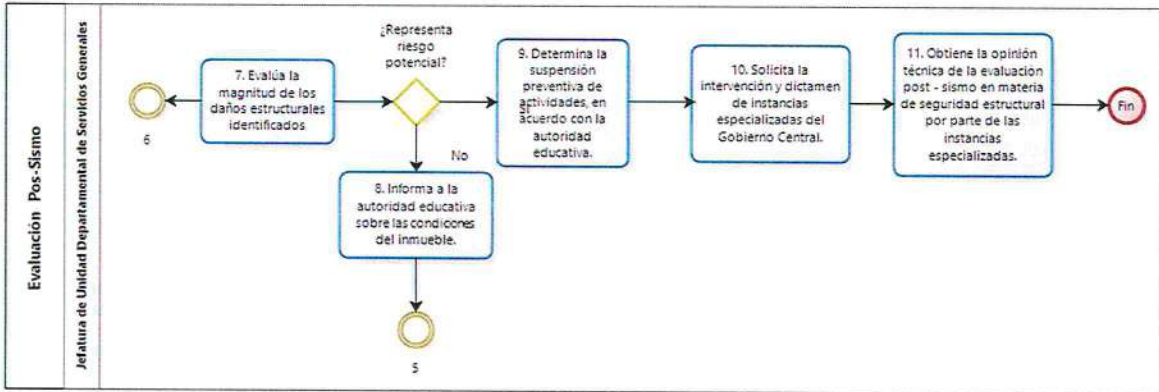 Evaluación Pos-Sismo
Jefatura de Unidad Departamental de Servicios Generales
6
7. Evalúa la
magnitud de los
daños estructurales
identificados
¿Representa
riesgo
potencial?
Si
No
8. Informa a la
autoridad educativa
sobre las condiciones
del inmueble.
5
9. Determina la
suspensión
preventiva de
actividades, en
acuerdo con la
autoridad
educativa.
10. Solicita la
intervención y dictamen
de instancias
especializadas del
Gobierno Central.
11. Obtiene la opinión
técnica de la evaluación
post - sismo en materia
de seguridad estructural
por parte de las
instancias
especializadas.
Fin